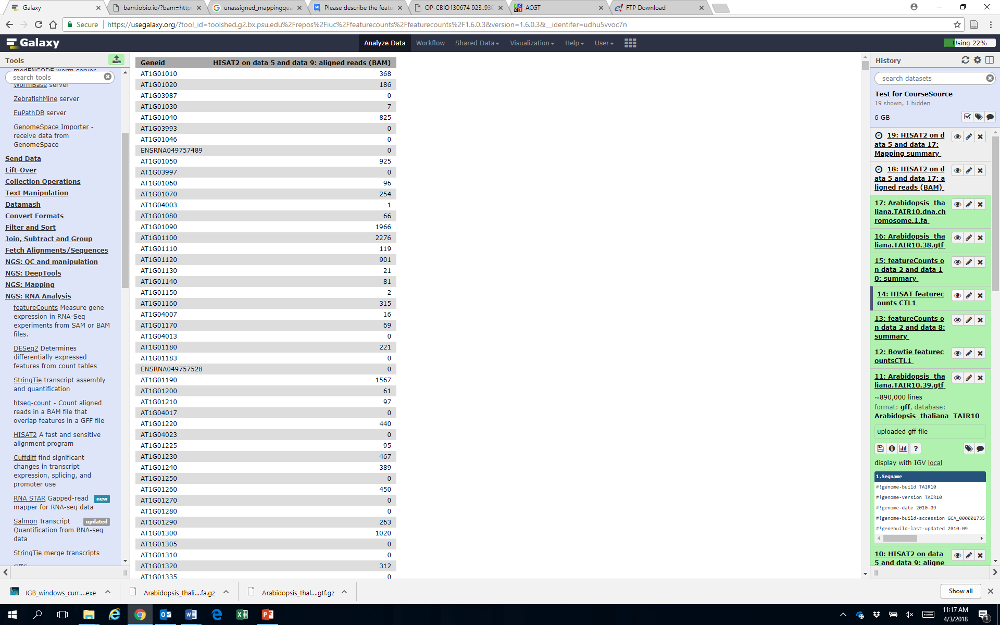 Galaxy
bam.iobio.io/?bam=http
unassigned_mappingqua
Please describe the featu
OP-CBIO130674 923..930
ACGT
FTP Download
Secure
https://usegalaxy.org/?tool_id=toolshed.g2.bx.psu.edu%2Frepos%2Fiuc%2Ffeaturecounts%2Ffeaturecounts%2F1.6.0.3&version=1.6.0.3&__identifer=udhu5vvoc7n
Galaxy
Analyze Data Workflow Shared Data Visualization Help User
Using 22%
Tools
modENCODE worm server
search tools
WormBase server
ZebrafishMine server
EuPathDB server
GenomeSpace Importer -
receive data from
GenomeSpace
Send Data
Lift-Over
Collection Operations
Text Manipulation
Datamash
Convert Formats
Filter and Sort
Join, Subtract and Group
Fetch Alignments/Sequences
NGS: QC and manipulation
NGS: DeepTools
NGS: Mapping
NGS: RNA Analysis
featureCounts Measure gene
expression in RNA-Seq
experiments from SAM or BAM
files.
DESeq2 Determines
differentially expressed
features from count tables
StringTie transcript assembly
and quantification
htseq-count - Count aligned
reads in a BAM file that
overlap features in a GFF file
HISAT2 A fast and sensitive
alignment program
Cuffdiff find significant
changes in transcript
expression, splicing, and
promoter use
RNA STAR Gapped-read new
mapper for RNA-seq data
Salmon Transcript updated
Quantification from RNA-seq
data
StringTie merge transcripts
Geneid HISAT2 on data 5 and data 9: aligned reads (BAM)
AT1G01010 368
AT1G01020 186
AT1G03987 0
AT1G01030 7
AT1G01040 825
AT1G03993 0
AT1G01046 0
ENSRNA049757489 0
AT1G01050 925
AT1G03997 0
AT1G01060 96
AT1G01070 254
AT1G04003 1
AT1G01080 66
AT1G01090 1966
AT1G01100 2276
AT1G01110 119
AT1G01120 901
AT1G01130 21
AT1G01140 81
AT1G01150 2
AT1G01160 315
AT1G04007 16
AT1G01170 69
AT1G04013 0
AT1G01180 221
AT1G01183 0
ENSRNA049757528 0
AT1G01190 1567
AT1G01200 61
AT1G01210 97
AT1G04017 0
AT1G01220 440
AT1G04023 0
AT1G01225 95
AT1G01230 467
AT1G01240 389
AT1G01250 0
AT1G01260 450
AT1G01270 0
AT1G01280 0
AT1G01290 263
AT1G01300 1020
AT1G01305 0
AT1G01310 0
AT1G01320 312
AT1G01335 0
History
search datasets
Test for CourseSource
19 shown, 1 hidden
6 GB
19: HISAT2 on d
ata 5 and data 17:
Mapping summary
18: HISAT2 on d
ata 5 and data 17: a
ligned reads (BAM)
17: Arabidopsis_tha
liana.TAIR10.dna.ch
romosome.1.fa
16: Arabidopsis_tha
liana.TAIR10.38.gtf
15: featureCounts o
n data 2 and data 1
0: summary
14: HISAT featurec
ounts CTL1
13: featureCounts o
n data 2 and data 8:
summary
12: Bowtie featurec
ountsCTL1
11: Arabidopsis_tha
liana.TAIR10.39.gtf
~890,000 lines
format: gff, database:
Arabidopsis_thaliana_TAIR10
uploaded gff file
display with IGV local
1.Seqname
#!genome-build TAIR10
#!genome-version TAIR10
#!genome-date 2010-09
#!genome-build-accession GCA_000001735
#!genebuild-last-updated 2010-09
10: HISAT2 on data
5 and data 9: aligne
IGB_windows_curr....exe
Arabidopsis_thali....fa.gz
Arabidopsis_thal....gtf.gz
Show all
11:17 AM
4/3/2018
1